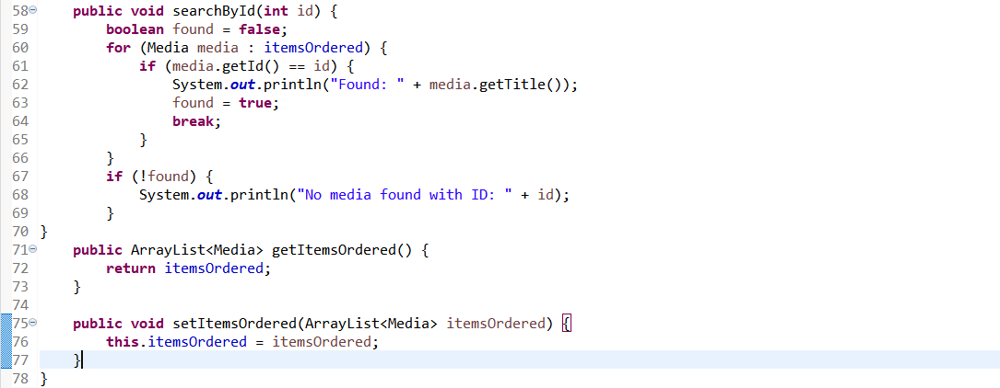 58    public void searchById(int id) {
59        boolean found = false;
60        for (Media media : itemsOrdered) {
61            if (media.getId() == id) {
62                System.out.println("Found: " + media.getTitle());
63                found = true;
64                break;
65            }
66        }
67        if (!found) {
68            System.out.println("No media found with ID: " + id);
69        }
70 }
71    public ArrayList<Media> getItemsOrdered() {
72        return itemsOrdered;
73    }
74
75    public void setItemsOrdered(ArrayList<Media> itemsOrdered) {
76        this.itemsOrdered = itemsOrdered;
77    }
78 }